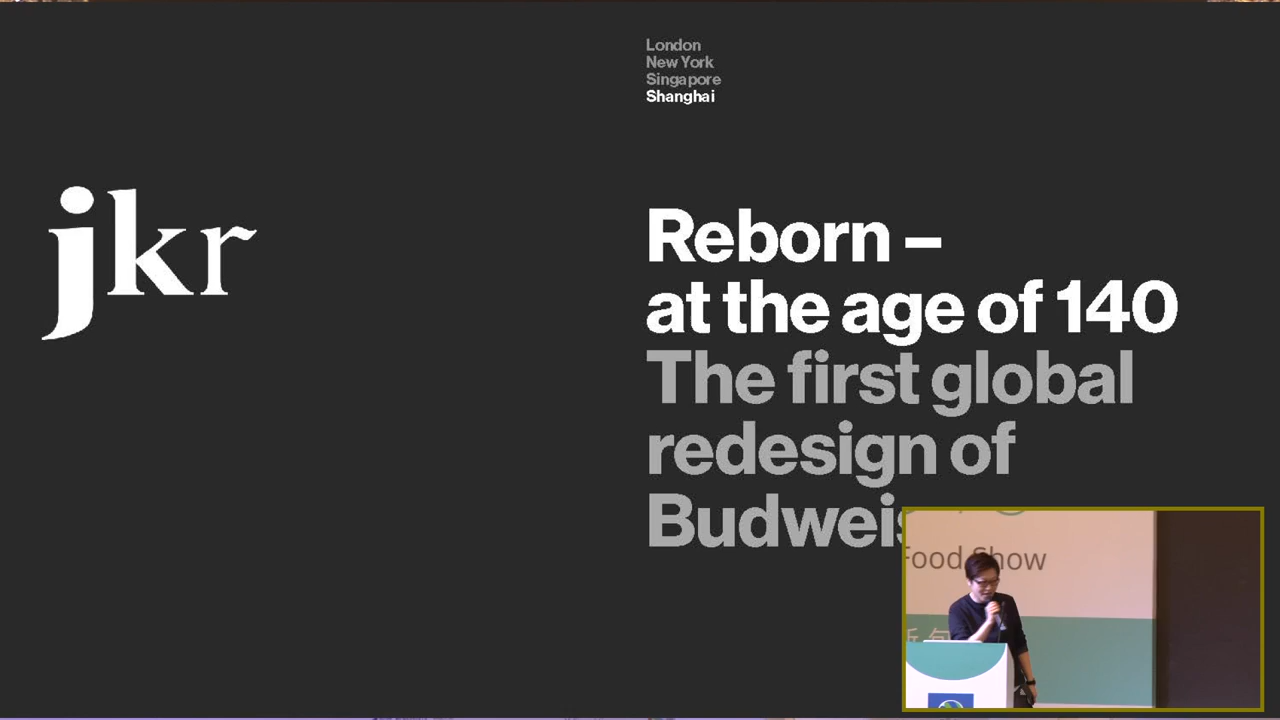 London
New York
Singapore
Shanghai
jkr
Reborn –
at the age of 140
The first global
redesign of
Budweis
Food Show